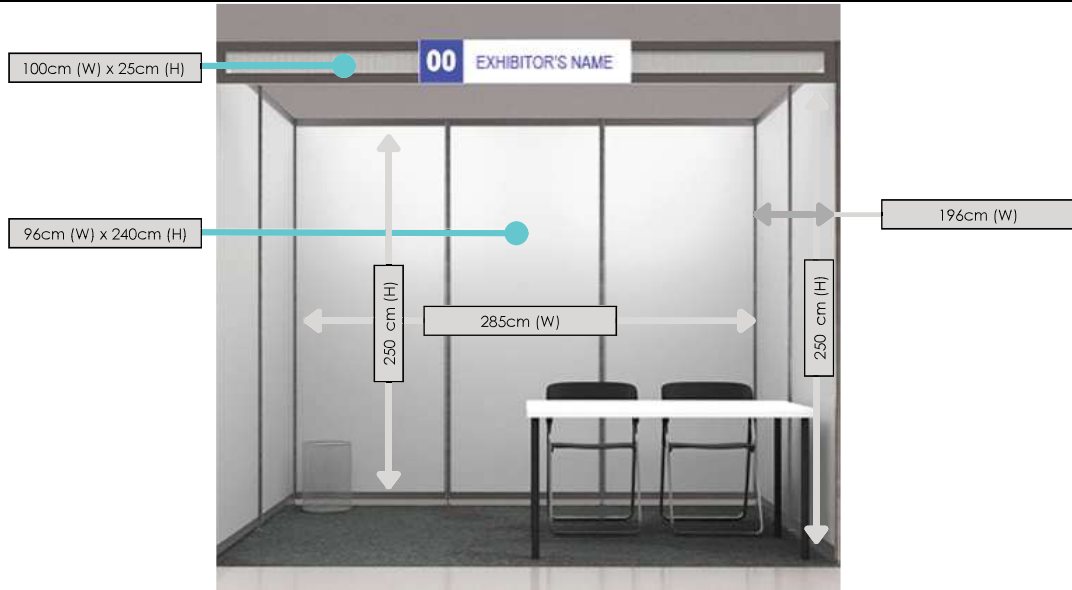 100cm (W) x 25cm (H)
00 EXHIBITOR'S NAME
96cm (W) x 240cm (H)
196cm (W)
250 cm (H)
285cm (W)
250 cm (H)